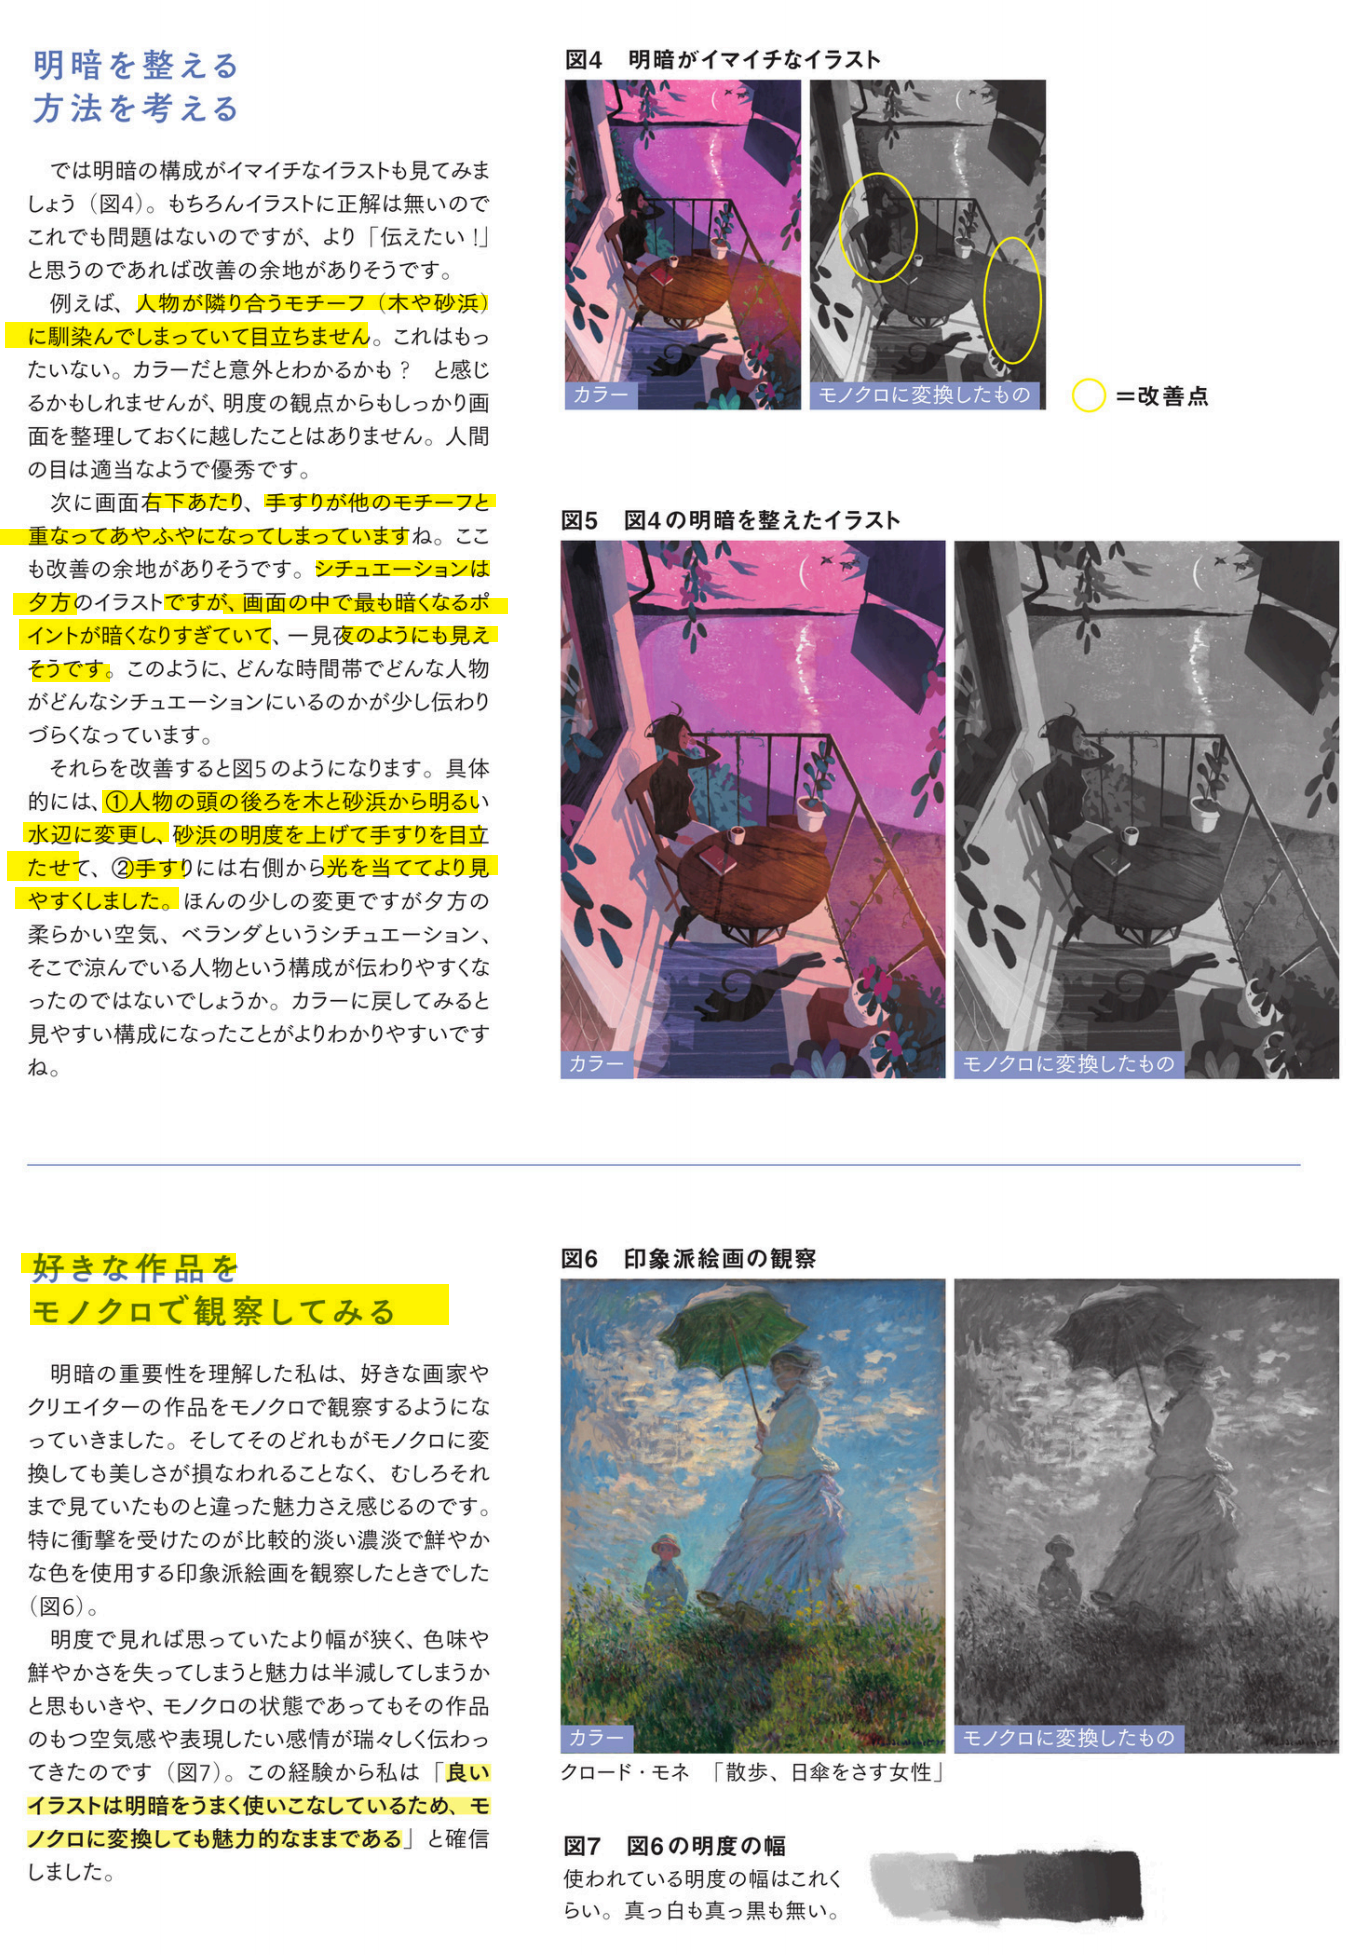 明暗を整える
方法を考える
　では明暗の構成がイマイチなイラストも見てみま
しょう（図4）。もちろんイラストに正解は無いので
これでも問題はないのですが、より「伝えたい！」
と思うのであれば改善の余地がありそうです。
　例えば、人物が隣り合うモチーフ（木や砂浜）
に馴染んでしまっていて目立ちません。これはもっ
たいない。カラーだと意外とわかるかも？　と感じ
るかもしれませんが、明度の観点からもしっかり画
面を整理しておくに越したことはありません。人間
の目は適当なようで優秀です。
　次に画面右下あたり、手すりが他のモチーフと
重なってあやふやになってしまっていますね。ここ
も改善の余地がありそうです。シチュエーションは
夕方のイラストですが、画面の中で最も暗くなるポ
イントが暗くなりすぎていて、一見夜のようにも見え
そうです。このように、どんな時間帯でどんな人物
がどんなシチュエーションにいるのかが少し伝わり
づらくなっています。
　それらを改善すると図5のようになります。具体
的には、①人物の頭の後ろを木と砂浜から明るい
水辺に変更し、砂浜の明度を上げて手すりを目立
たせて、②手すりには右側から光を当ててより見
やすくしました。ほんの少しの変更ですが夕方の
柔らかい空気、ベランダというシチュエーション、
そこで涼んでいる人物という構成が伝わりやすくな
ったのではないでしょうか。カラーに戻してみると
見やすい構成になったことがよりわかりやすいです
ね。
図4　明暗がイマイチなイラスト
カラー
モノクロに変換したもの
＝改善点
図5　図4の明暗を整えたイラスト
カラー
モノクロに変換したもの
好きな作品を
モノクロで観察してみる
　明暗の重要性を理解した私は、好きな画家や
クリエイターの作品をモノクロで観察するようにな
っていきました。そしてそのどれもがモノクロに変
換しても美しさが損なわれることなく、むしろそれ
まで見ていたものと違った魅力さえ感じるのです。
特に衝撃を受けたのが比較的淡い濃淡で鮮やか
な色を使用する印象派絵画を観察したときでした
（図6）。
　明度で見れば思っていたより幅が狭く、色味や
鮮やかさを失ってしまうと魅力は半減してしまうか
と思もいきや、モノクロの状態であってもその作品
のもつ空気感や表現したい感情が瑞々しく伝わっ
てきたのです（図7）。この経験から私は「良い
イラストは明暗をうまく使いこなしているため、モ
ノクロに変換しても魅力的なままである」と確信
しました。
図6　印象派絵画の観察
カラー
モノクロに変換したもの
クロード・モネ　「散歩、日傘をさす女性」
図7　図6の明度の幅
使われている明度の幅はこれく
らい。真っ白も真っ黒も無い。